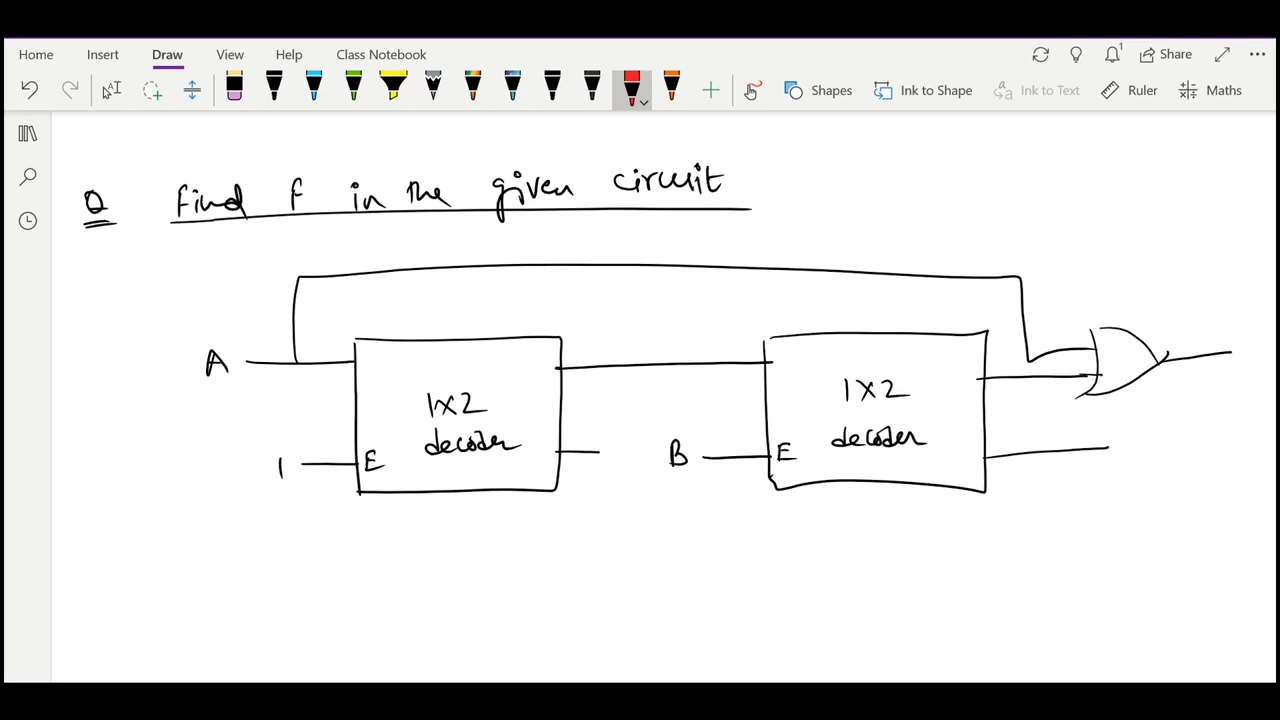 Home Insert Draw View Help Class Notebook 1 Share
Shapes Ink to Shape Ink to Text Ruler Maths
Q Find f in the given circuit
A
1X2
decoder
1 E
B E
1X2
decoder